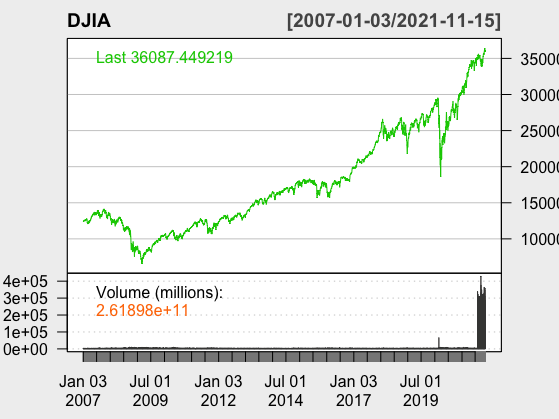 DJIA [2007-01-03/2021-11-15]
Last 36087.449219
35000
30000
25000
20000
15000
10000
Volume (millions):
2.61898e+11
4e+05
3e+05
2e+05
1e+05
0e+00
Jan 03 Jul 01 Jan 03 Jul 01 Jan 03 Jul 01
2007 2009 2012 2014 2017 2019